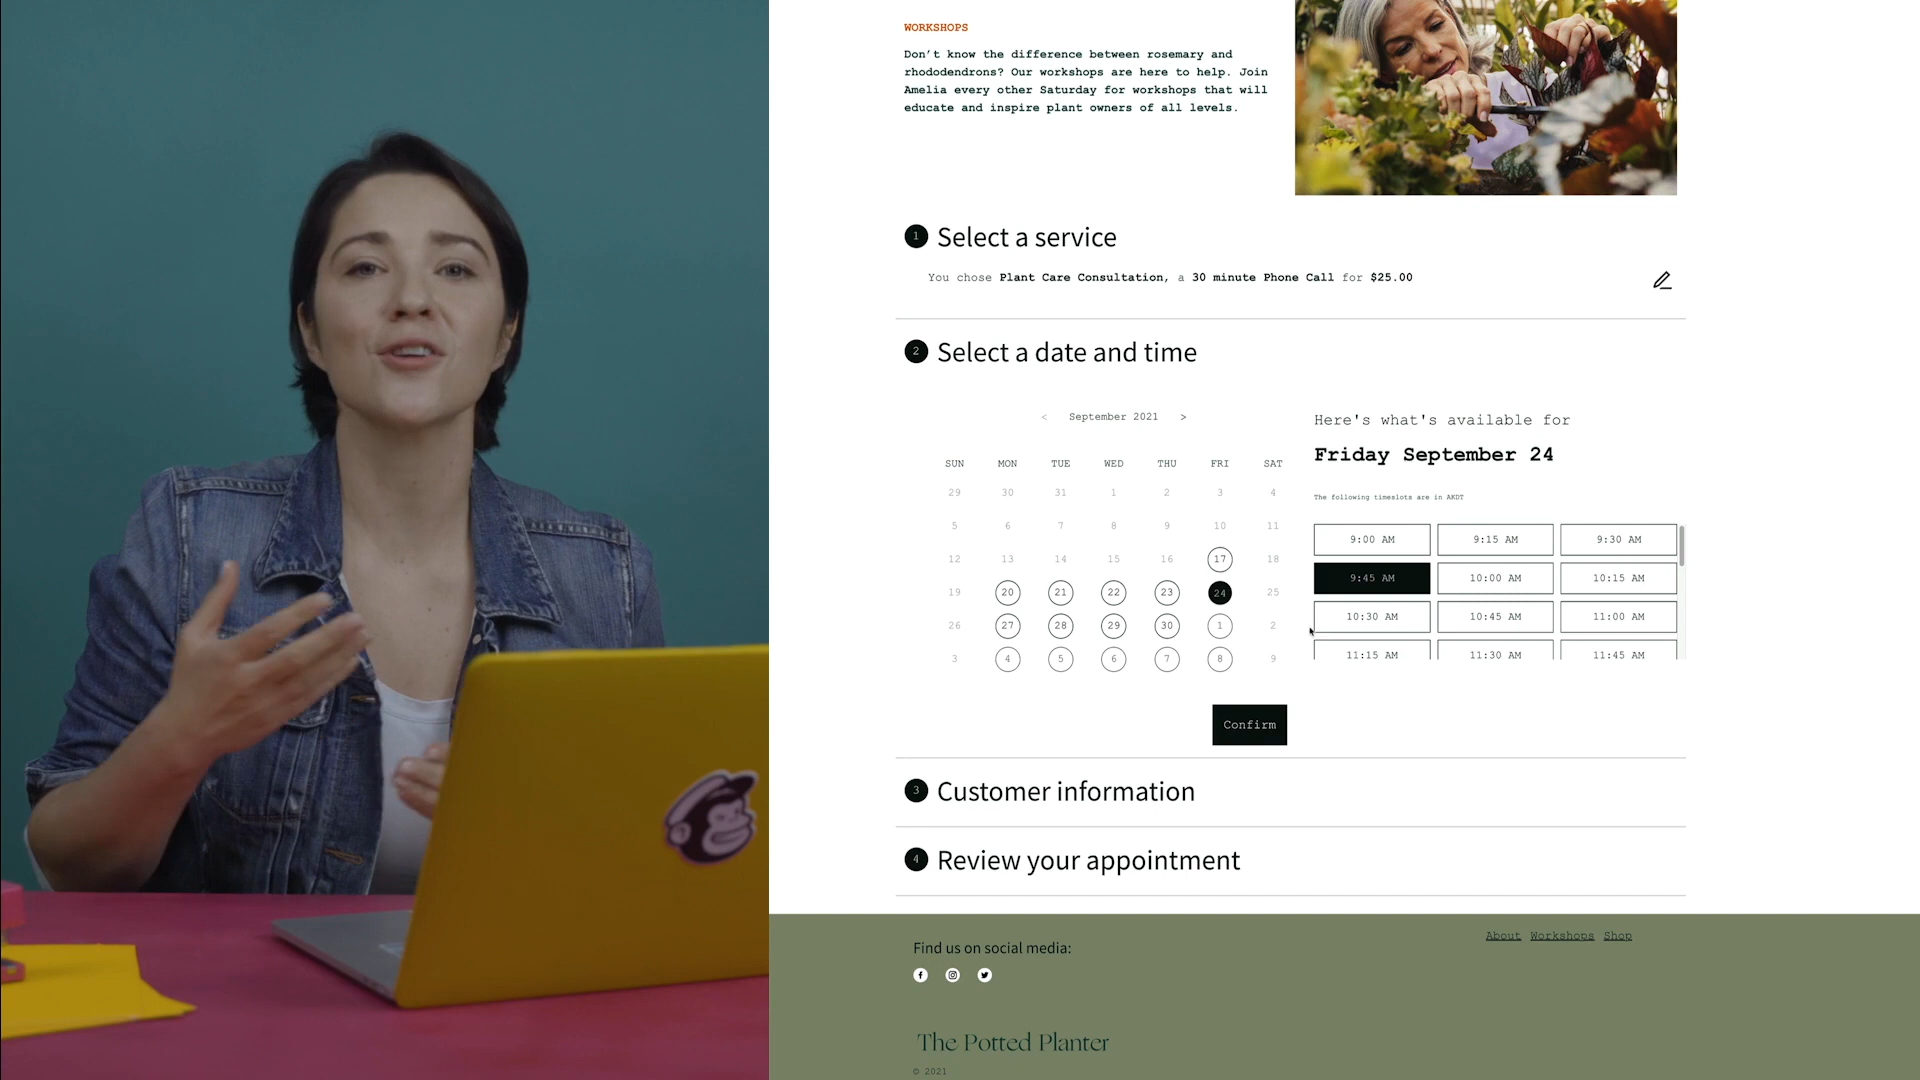 WORKSHOPS
Don’t know the difference between rosemary and
rhododendrons? Our workshops are here to help. Join
Amelia every other Saturday for workshops that will
educate and inspire plant owners of all levels.
1 Select a service
You chose Plant Care Consultation, a 30 minute Phone Call for $25.00
2 Select a date and time
< September 2021 >
SUN MON TUE WED THU FRI SAT
29 30 31 1 2 3 4
5 6 7 8 9 10 11
12 13 14 15 16 17 18
19 20 21 22 23 24 25
26 27 28 29 30 1 2
3 4 5 6 7 8 9
Here's what's available for
Friday September 24
The following timeslots are in AKDT
9:00 AM 9:15 AM 9:30 AM
9:45 AM 10:00 AM 10:15 AM
10:30 AM 10:45 AM 11:00 AM
11:15 AM 11:30 AM 11:45 AM
Confirm
3 Customer information
4 Review your appointment
Find us on social media:
About Workshops Shop
The Potted Planter
© 2021